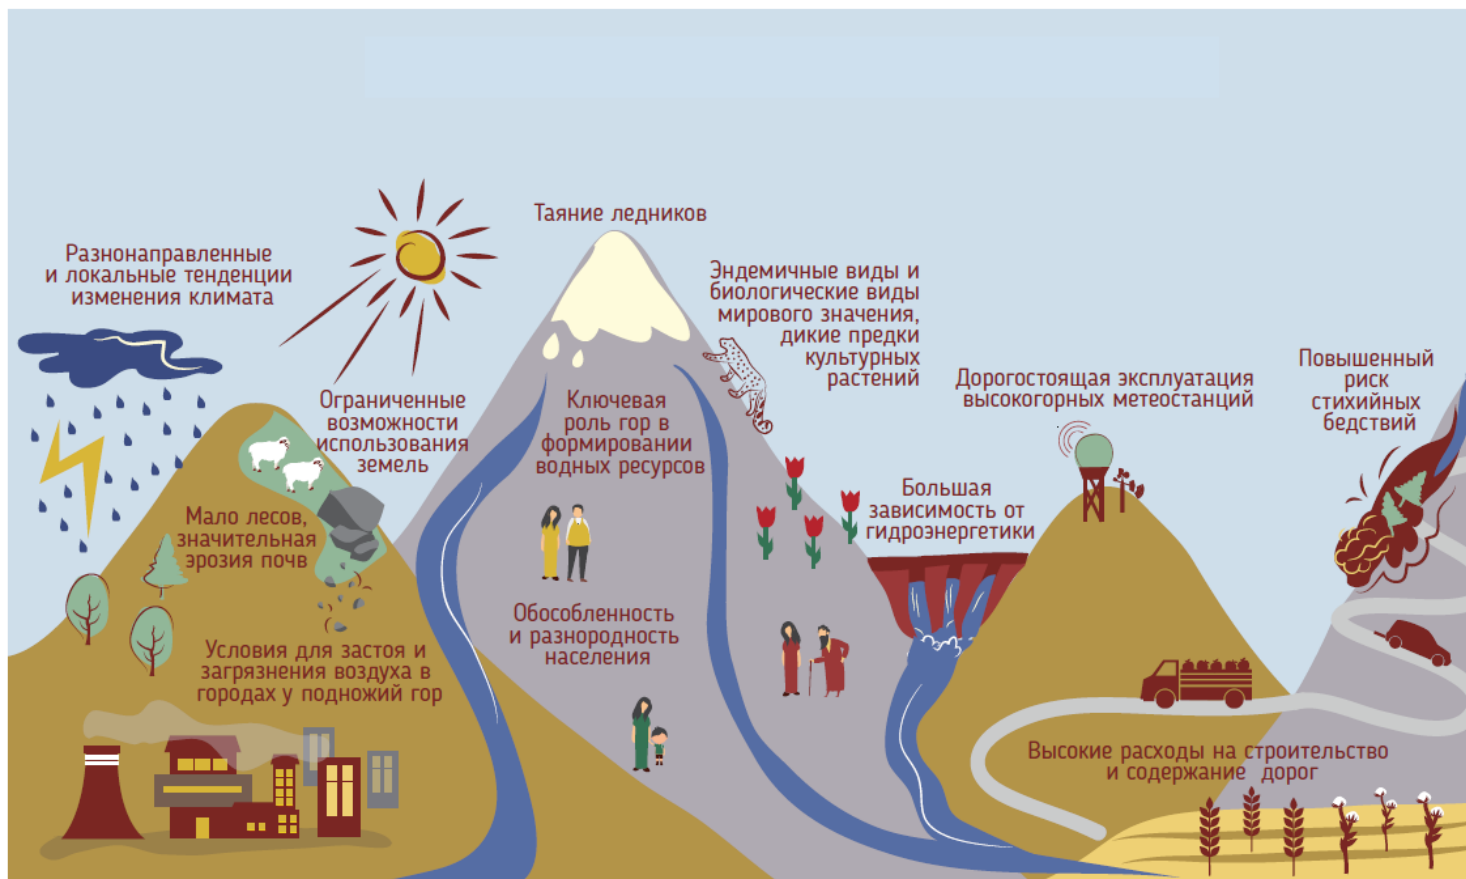 Таяние ледников
Разнонаправленные
и локальные тенденции
изменения климата
Эндемичные виды и
биологические виды
мирового значения,
дикие предки
культурных
растений
Повышенный
риск
стихийных
бедствий
Дорогостоящая эксплуатация
высокогорных метеостанций
Ограниченные
возможности
использования
земель
Ключевая
роль гор в
формировании
водных ресурсов
Большая
зависимость от
гидроэнергетики
Мало лесов,
значительная
эрозия почв
Обособленность
и разнородность
населения
Условия для застоя и
загрязнения воздуха в
городах у подножий гор
Высокие расходы на строительство
и содержание дорог